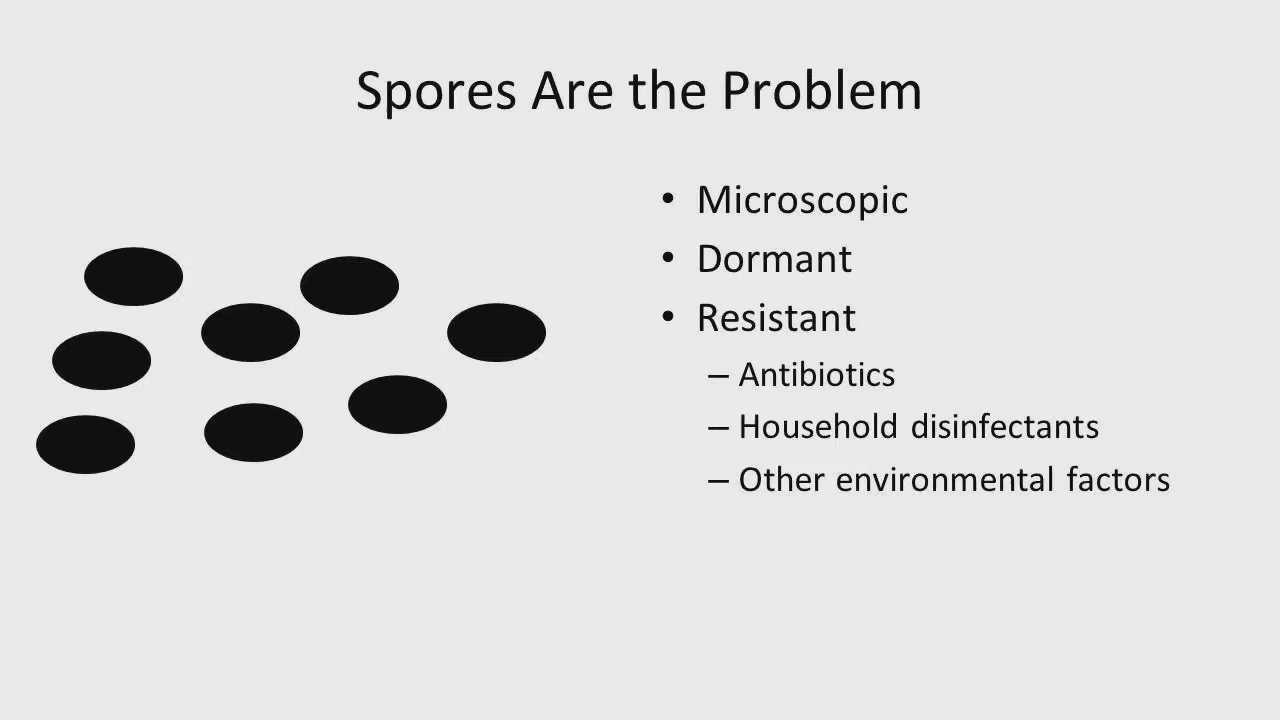 Spores Are the Problem
• Microscopic
• Dormant
• Resistant
– Antibiotics
– Household disinfectants
– Other environmental factors